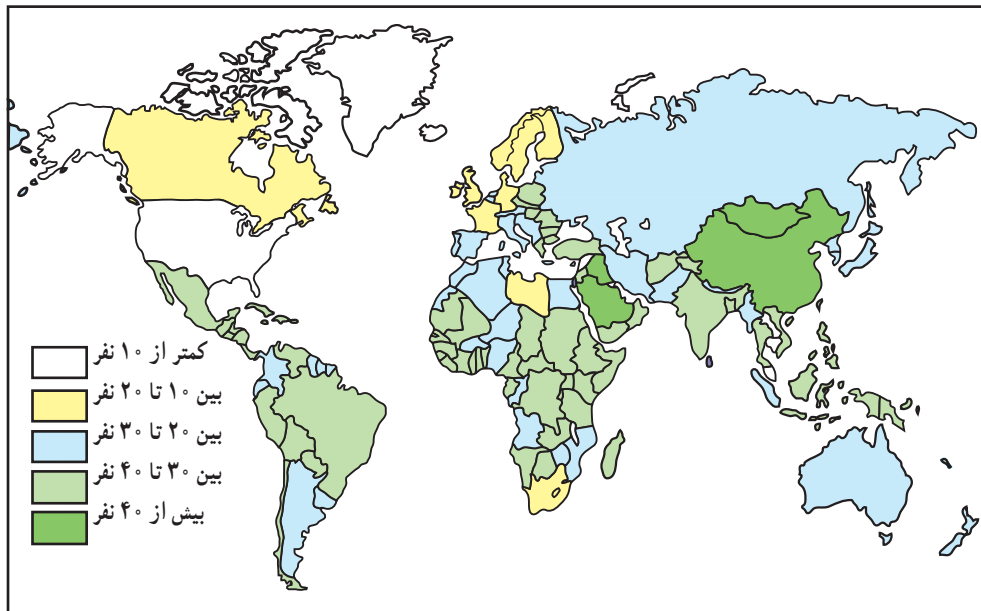 کمتر از ۱۰ نفر
بین ۱۰ تا ۲۰ نفر
بین ۲۰ تا ۳۰ نفر
بین ۳۰ تا ۴۰ نفر
بیش از ۴۰ نفر